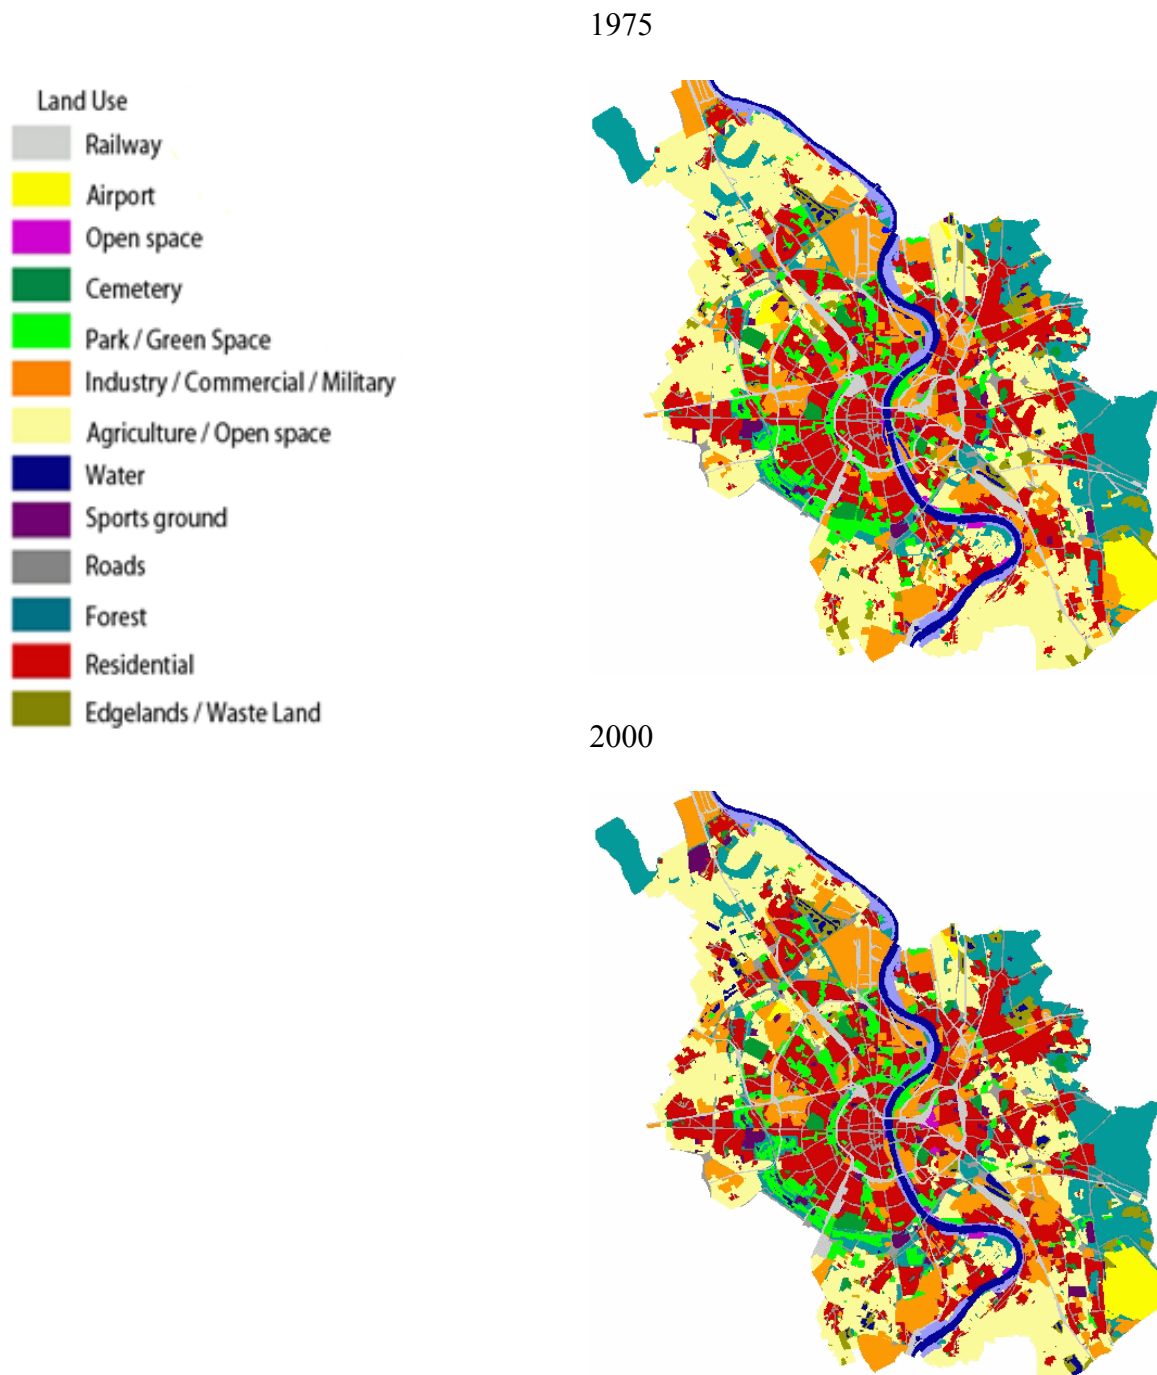 1975
Land Use
Railway
Airport
Open space
Cemetery
Park / Green Space
Industry / Commercial / Military
Agriculture / Open space
Water
Sports ground
Roads
Forest
Residential
Edgelands / Waste Land
2000